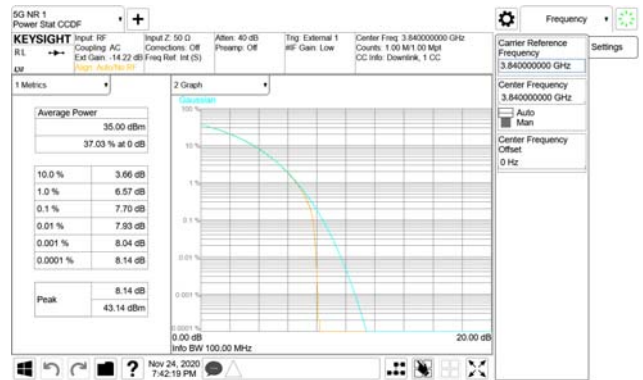 5G NR 1
Power Stat CCDF
Frequency
KEYSIGHT
RL
Input: RF
Coupling: AC
Ext Gain: -14.22 dB
Align: Auto/No RF
Input Z: 50 Ω
Corrections: Off
Freq Ref: Int (S)
Atten: 40 dB
Preamp: Off
Trig: External 1
#IF Gain: Low
Center Freq: 3.840000000 GHz
Counts: 1.00 M/1.00 Mpt
CC Info: Downlink, 1 CC
Carrier Reference
Frequency
3.840000000 GHz
Settings
Center Frequency
3.840000000 GHz
Auto
Man
Center Frequency
Offset
0 Hz
1 Metrics
Average Power
35.00 dBm
37.03 % at 0 dB
10.0 % 3.66 dB
1.0 % 6.57 dB
0.1 % 7.70 dB
0.01 % 7.93 dB
0.001 % 8.04 dB
0.0001 % 8.14 dB
Peak
8.14 dB
43.14 dBm
2 Graph
Gaussian
100 %
10 %
1 %
0.1 %
0.01 %
0.001 %
0.0001 %
0.00 dB 20.00 dB
Info BW 100.00 MHz
Nov 24, 2020
7:42:19 PM